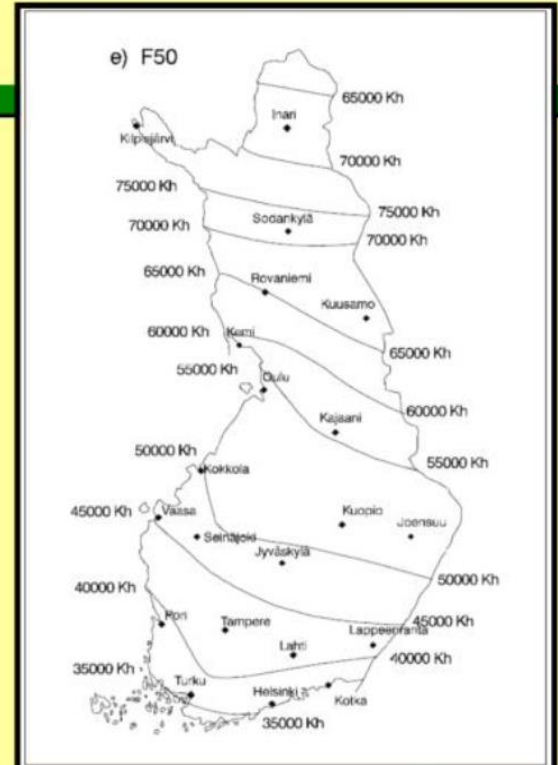 e) F50
65000 Kh
Inari
Kilpisjärvi
70000 Kh
75000 Kh
75000 Kh
Sodankylä
70000 Kh
70000 Kh
65000 Kh
Rovaniemi
Kuusamo
60000 Kh
Kemi
65000 Kh
55000 Kh
Oulu
60000 Kh
Kajaani
50000 Kh
55000 Kh
Kokkola
45000 Kh
Vaasa
Kuopio
Joensuu
Seinäjoki
Jyväskylä
50000 Kh
40000 Kh
45000 Kh
Pori
Tampere
Lappeenranta
Lahti
40000 Kh
35000 Kh
Turku
Helsinki
Kotka
35000 Kh